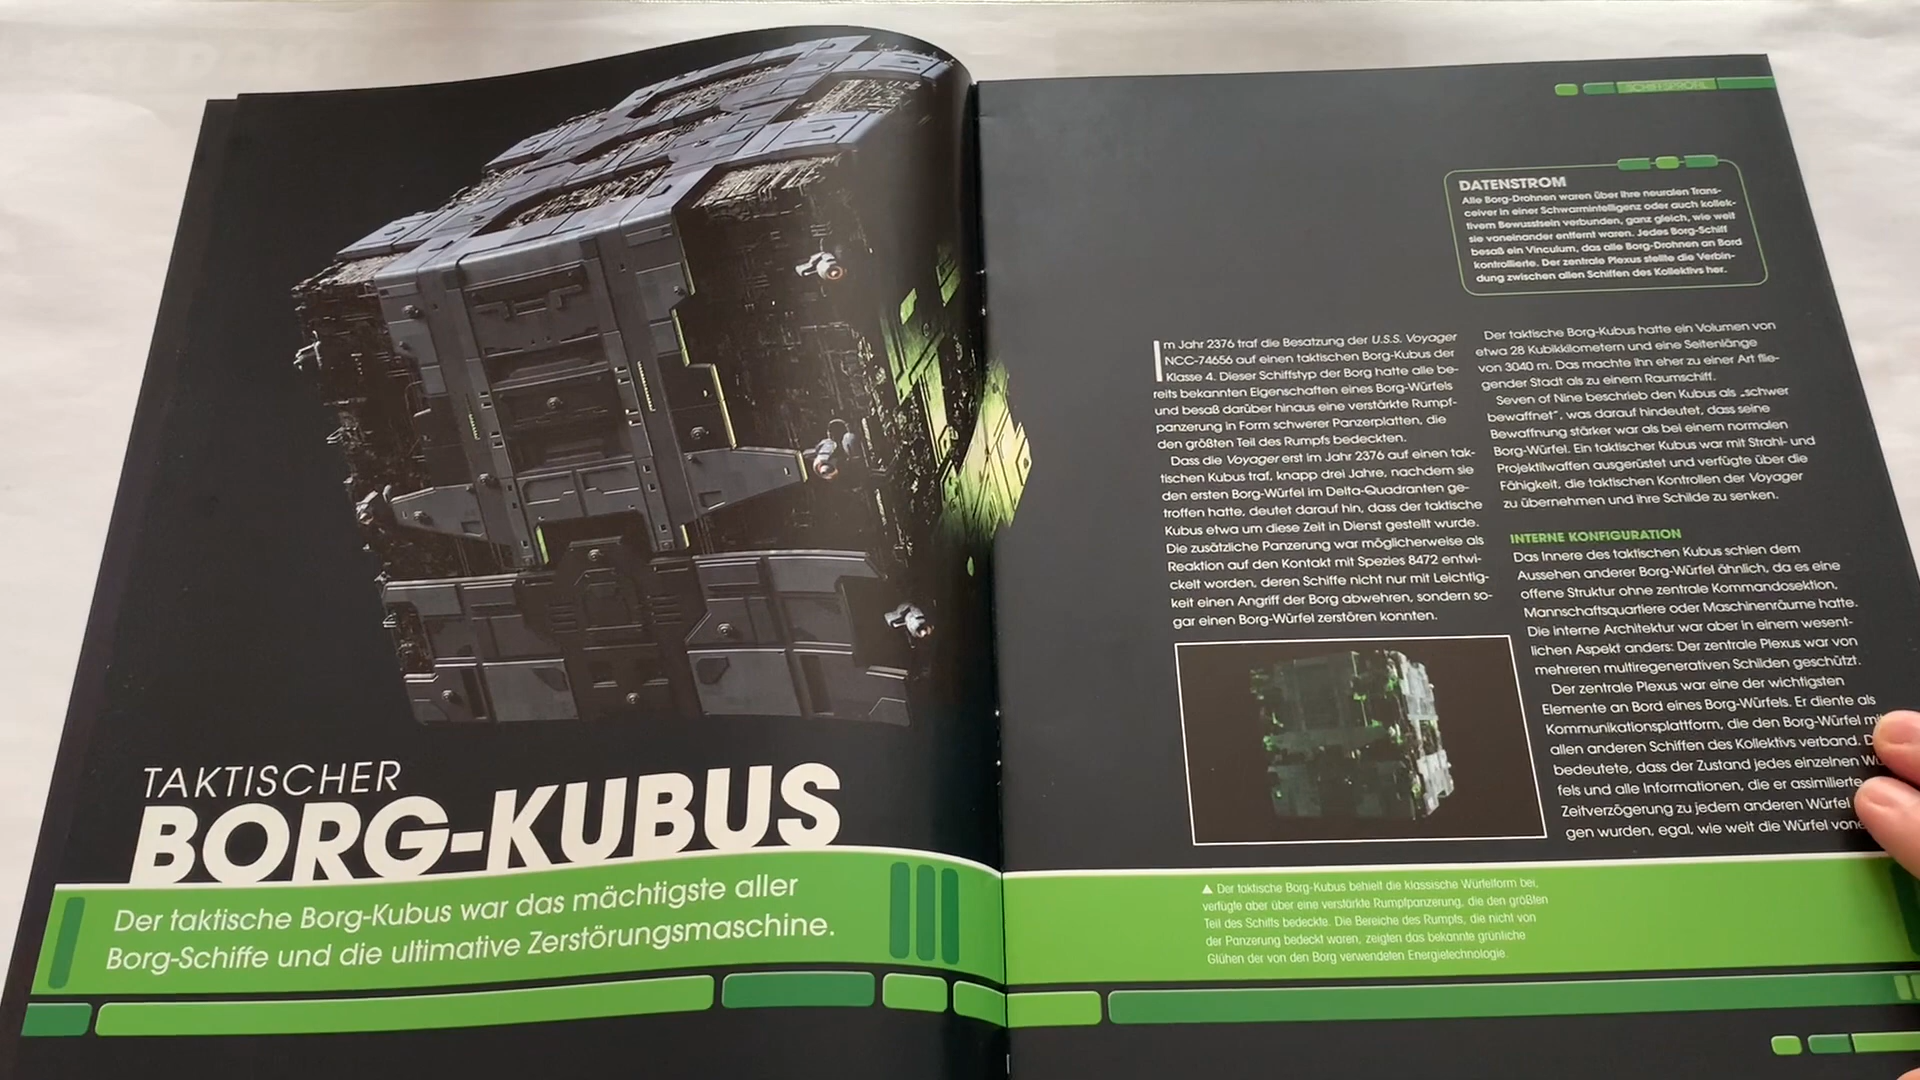 TAKTISCHER
BORG-KUBUS
Der taktische Borg-Kubus war das mächtigste aller
Borg-Schiffe und die ultimative Zerstörungsmaschine.
SCHIFFSPROFIL
DATENSTROM
Alle Borg-Drohnen waren über ihre neuralen Trans-
ceiver in einer Schwarmintelligenz oder auch kollek-
tivem Bewusstsein verbunden, ganz gleich, wie weit
sie voneinander entfernt waren. Jedes Borg-Schiff
besaß ein Vinculum, das alle Borg-Drohnen an Bord
kontrollierte. Der zentrale Plexus stellte die Verbin-
dung zwischen allen Schiffen des Kollektivs her.
Im Jahr 2376 traf die Besatzung der U.S.S. Voyager
NCC-74656 auf einen taktischen Borg-Kubus der
Klasse 4. Dieser Schiffstyp der Borg hatte alle be-
reits bekannten Eigenschaften eines Borg-Würfels
und besaß darüber hinaus eine verstärkte Rumpf-
panzerung in Form schwerer Panzerplatten, die
den größten Teil des Rumpfs bedeckten.
Dass die Voyager erst im Jahr 2376 auf einen tak-
tischen Kubus traf, knapp drei Jahre, nachdem sie
den ersten Borg-Würfel im Delta-Quadranten ge-
troffen hatte, deutet darauf hin, dass der taktische
Kubus etwa um diese Zeit in Dienst gestellt wurde.
Die zusätzliche Panzerung war möglicherweise als
Reaktion auf den Kontakt mit Spezies 8472 entwi-
ckelt worden, deren Schiffe nicht nur mit Leichtig-
keit einen Angriff der Borg abwehren, sondern so-
gar einen Borg-Würfel zerstören konnten.
Der taktische Borg-Kubus hatte ein Volumen von
etwa 28 Kubikkilometern und eine Seitenlänge
von 3040 m. Das machte ihn eher zu einer Art flie-
gender Stadt als zu einem Raumschiff.
Seven of Nine beschrieb den Kubus als „schwer
bewaffnet", was darauf hindeutet, dass seine
Bewaffnung stärker war als bei einem normalen
Borg-Würfel. Ein taktischer Kubus war mit Strahl- und
Projektilwaffen ausgerüstet und verfügte über die
Fähigkeit, die taktischen Kontrollen der Voyager
zu übernehmen und ihre Schilde zu senken.
INTERNE KONFIGURATION
Das Innere des taktischen Kubus schien dem
Aussehen anderer Borg-Würfel ähnlich, da es eine
offene Struktur ohne zentrale Kommandosektion,
Mannschaftsquartiere oder Maschinenräume hatte.
Die interne Architektur war aber in einem wesent-
lichen Aspekt anders: Der zentrale Plexus war von
mehreren multiregenerativen Schilden geschützt.
Der zentrale Plexus war eine der wichtigsten
Elemente an Bord eines Borg-Würfels. Er diente als
Kommunikationsplattform, die den Borg-Würfel mit
allen anderen Schiffen des Kollektivs verband. D
bedeutete, dass der Zustand jedes einzelnen Wü
fels und alle Informationen, die er assimilierte
Zeitverzögerung zu jedem anderen Würfel
gen wurden, egal, wie weit die Würfel vone
▲ Der taktische Borg-Kubus behielt die klassische Würfelform bei,
verfügte aber über eine verstärkte Rumpfpanzerung, die den größten
Teil des Schiffs bedeckte. Die Bereiche des Rumpfs, die nicht von
der Panzerung bedeckt waren, zeigten das bekannte grünliche
Glühen der von den Borg verwendeten Energietechnologie.